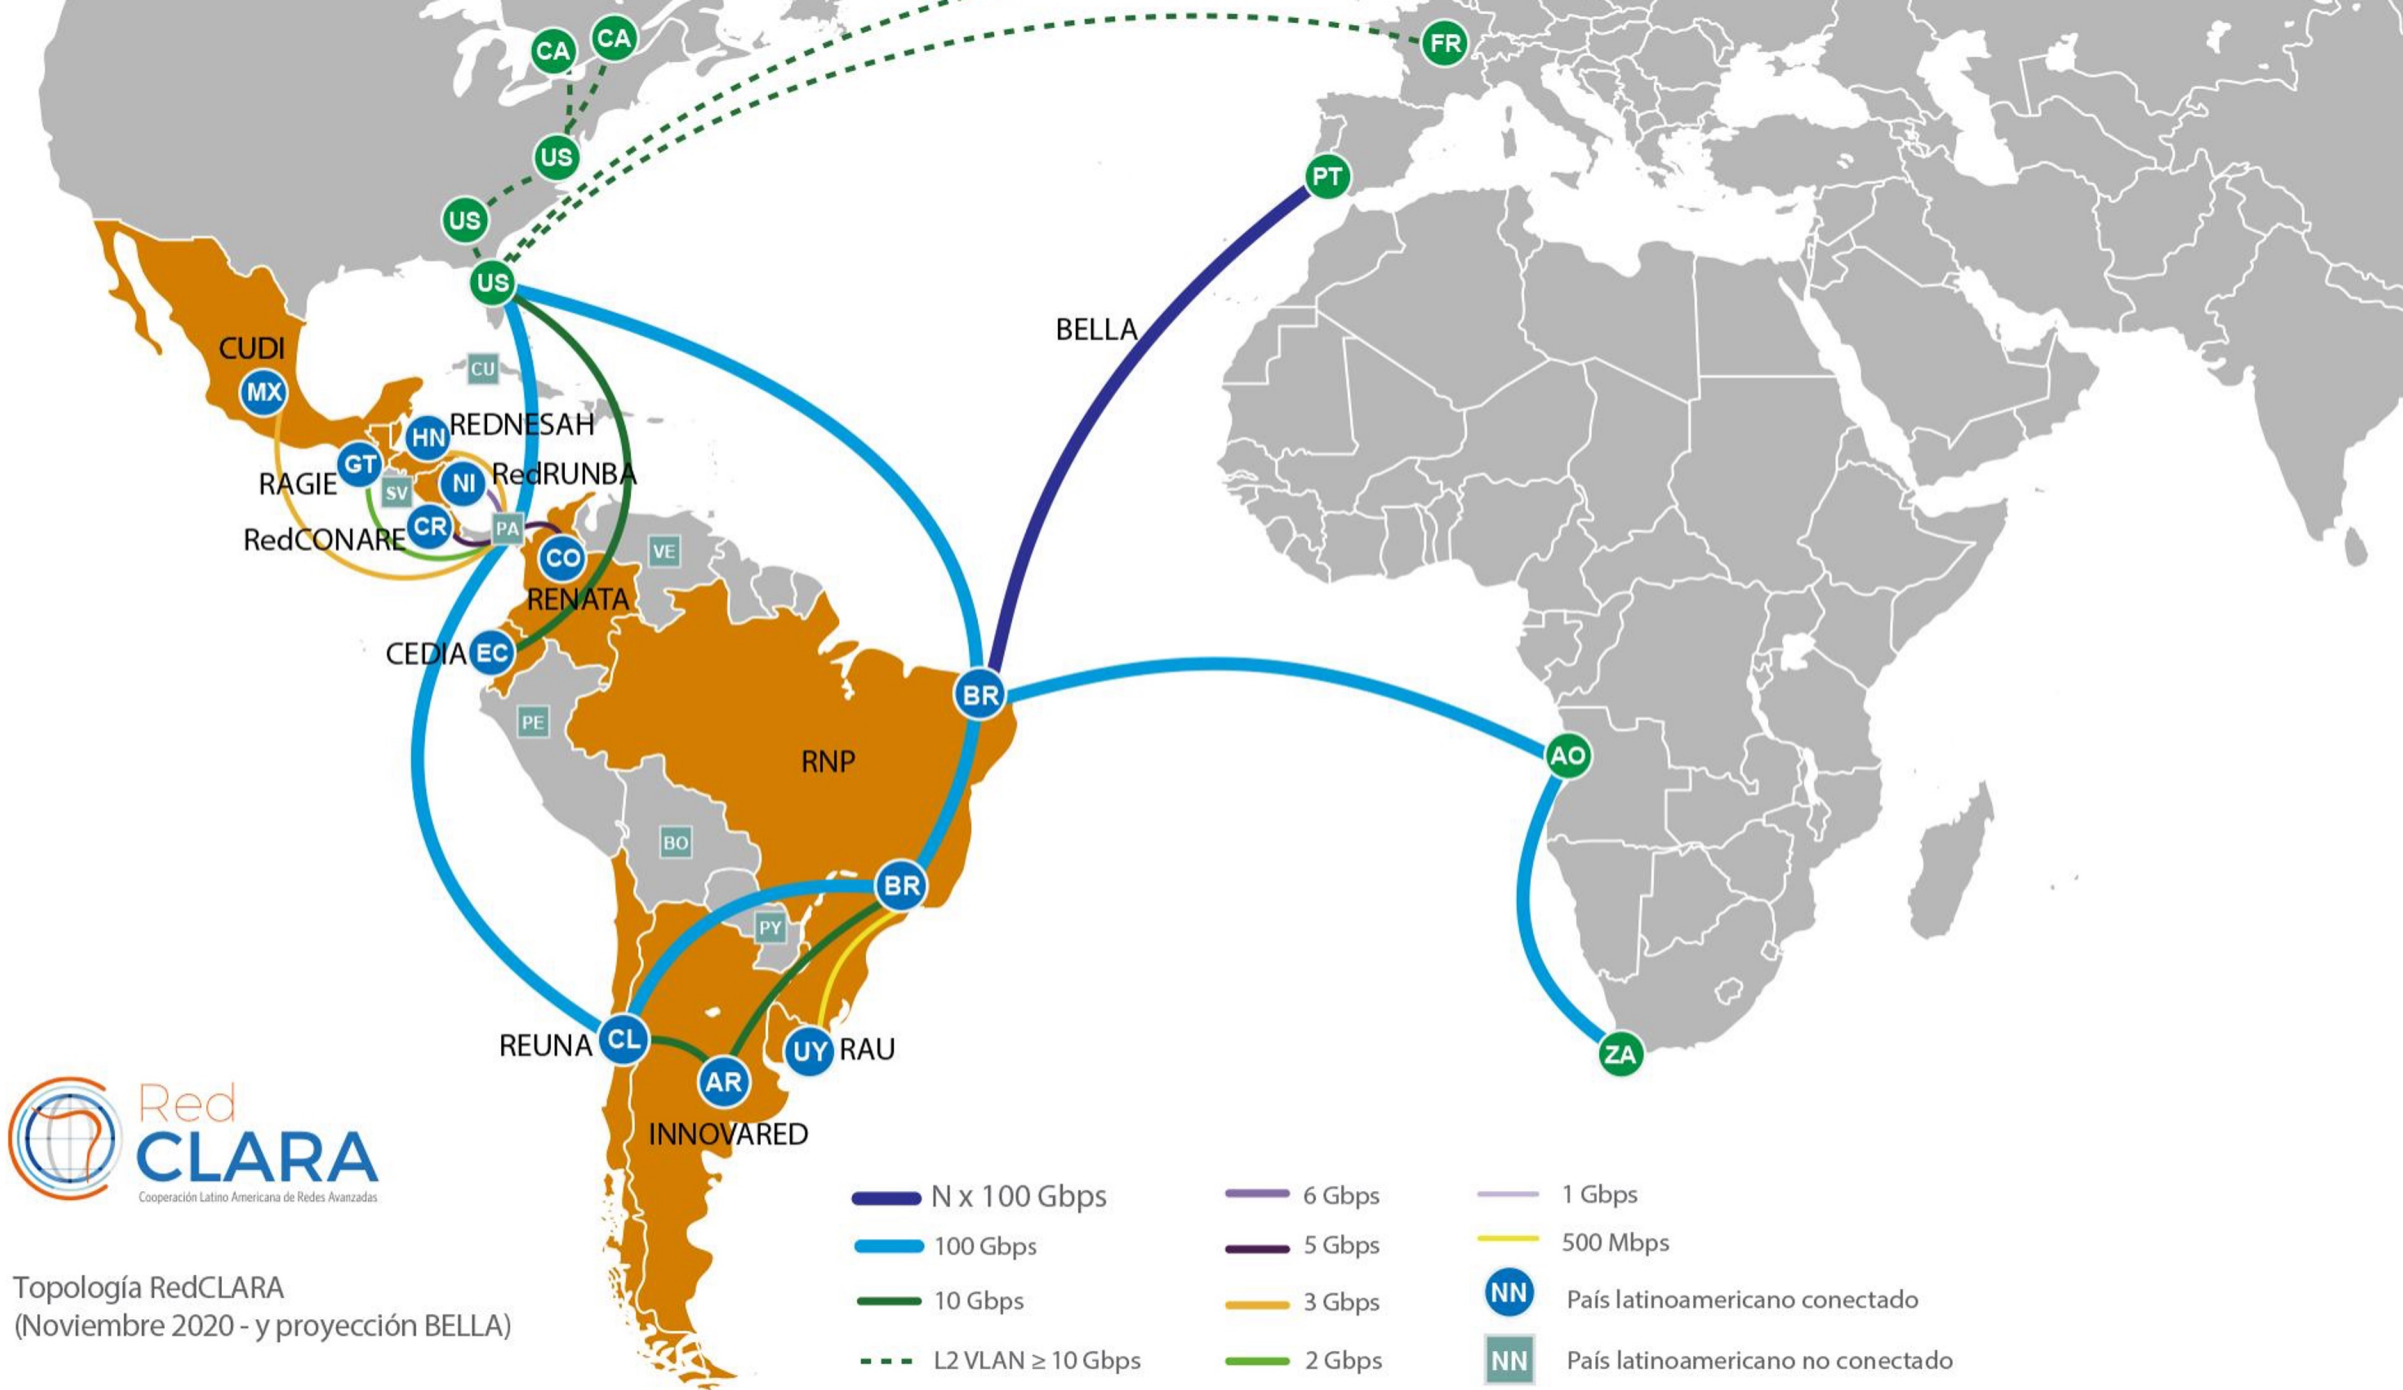 CA
CA
FR
US
PT
US
US
BELLA
CUDI
CU
MX
REDNESAH
HN
GT
RedRUNBA
RAGIE
SV
NI
CR
PA
RedCONARE
CO
VE
RENATA
CEDIA
EC
BR
PE
AO
RNP
BO
BR
PY
REUNA
CL
UY
RAU
ZA
AR
INNOVARED
Red
CLARA
Cooperación Latino Americana de Redes Avanzadas
Topología RedCLARA
(Noviembre 2020 - y proyección BELLA)
N x 100 Gbps
100 Gbps
10 Gbps
L2 VLAN ≥ 10 Gbps
6 Gbps
5 Gbps
3 Gbps
2 Gbps
1 Gbps
500 Mbps
NN
País latinoamericano conectado
NN
País latinoamericano no conectado